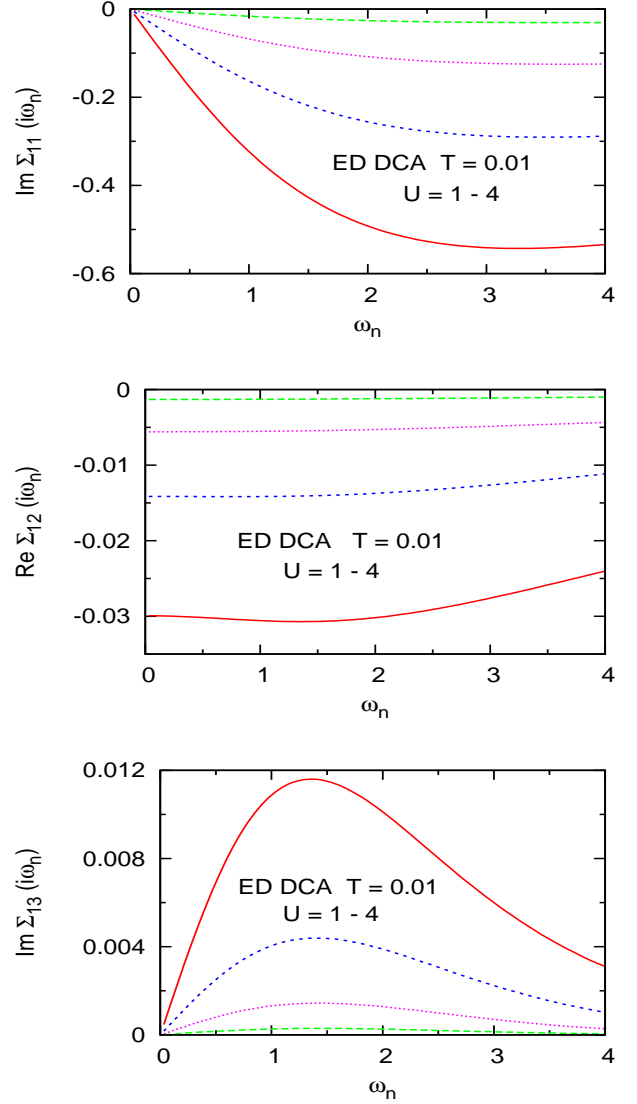 0
-0.2
-0.4
-0.6
Im Σ₁₁ (iωₙ)
ED DCA T = 0.01
U = 1 - 4
0 1 2 3 4
ωₙ
0
-0.01
-0.02
-0.03
Re Σ₁₂ (iωₙ)
ED DCA T = 0.01
U = 1 - 4
0 1 2 3 4
ωₙ
0.012
0.008
0.004
0
Im Σ₁₃ (iωₙ)
ED DCA T = 0.01
U = 1 - 4
0 1 2 3 4
ωₙ